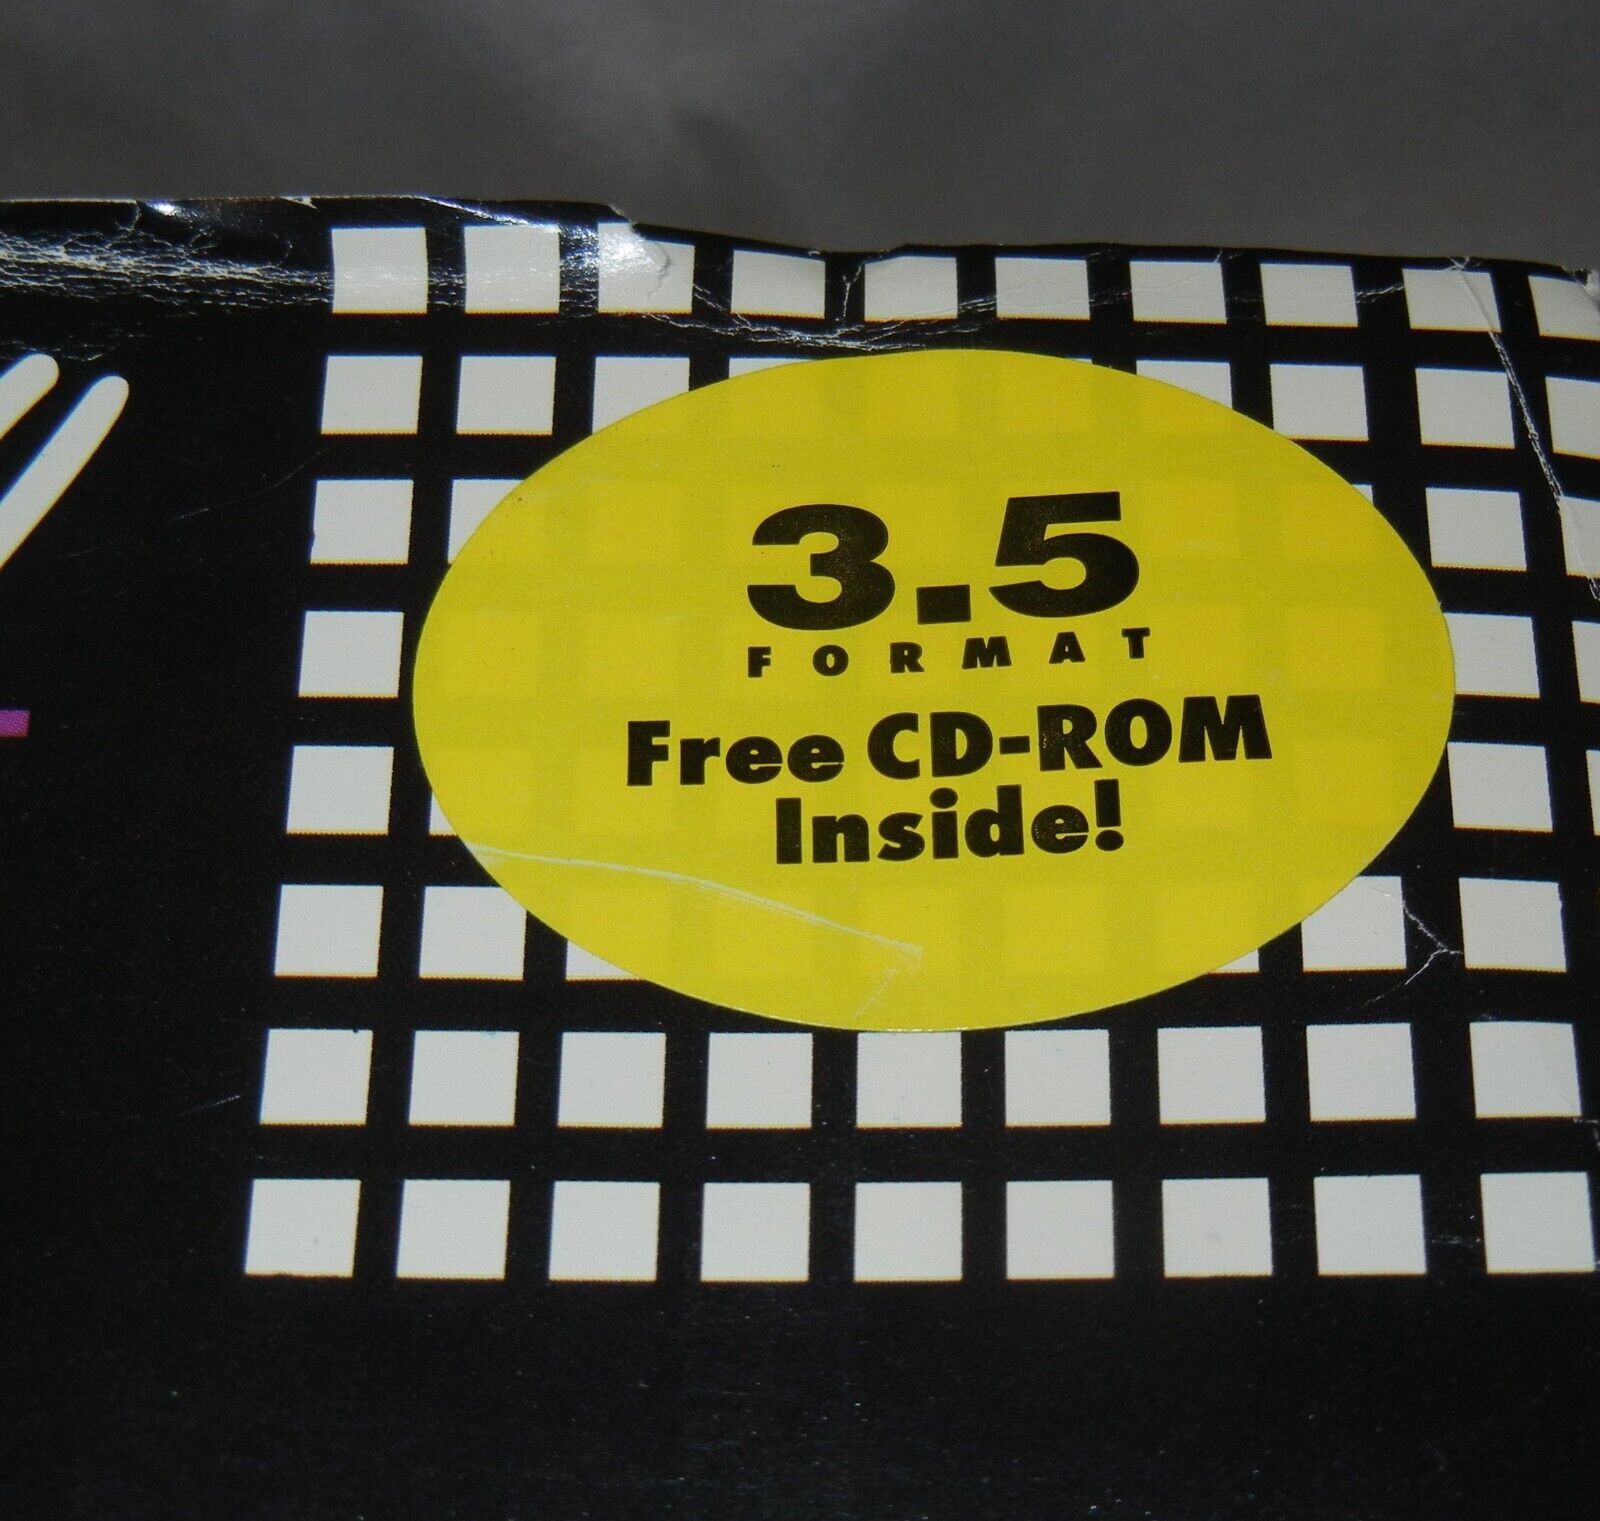 3.5
FORMAT
Free CD-ROM
Inside!